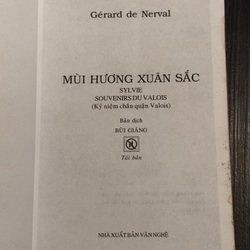 Gérard de Nerval
MÙI HƯƠNG XUÂN SẮC
SYLVIE
SOUVENIRS DU VALOIS
(Kỷ niệm châu quận Valois)
Bản dịch
BÙI GIÁNG
Tái bản
NHÀ XUẤT BẢN VĂN NGHỆ